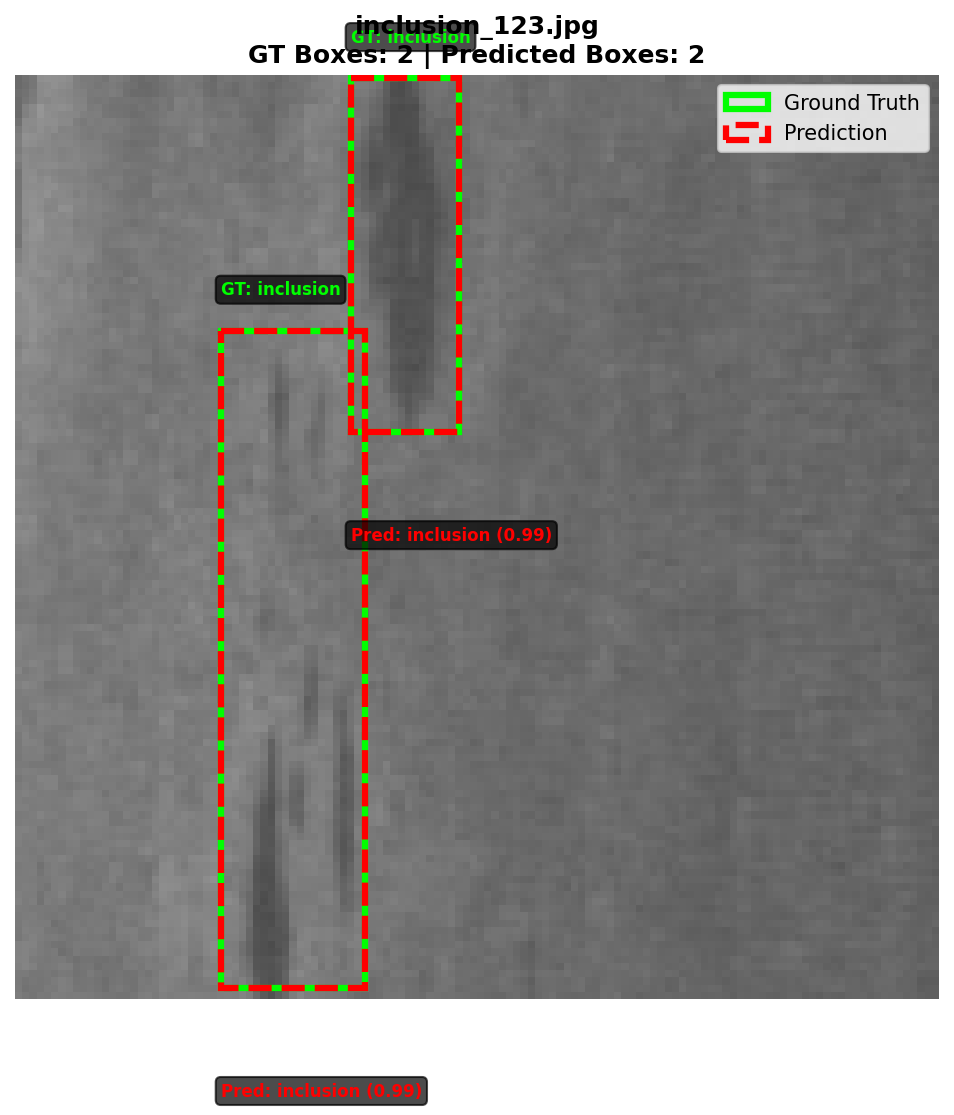 inclusion_123.jpg
GT: inclusion
GT Boxes: 2 | Predicted Boxes: 2
Ground Truth
Prediction
GT: inclusion
Pred: inclusion (0.99)
Pred: inclusion (0.99)